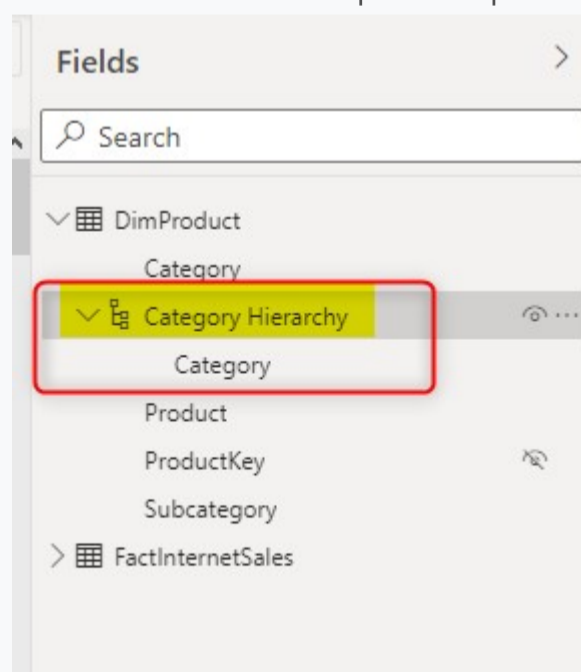 Fields
Search
DimProduct
Category
Category Hierarchy
Category
Product
ProductKey
Subcategory
FactInternetSales